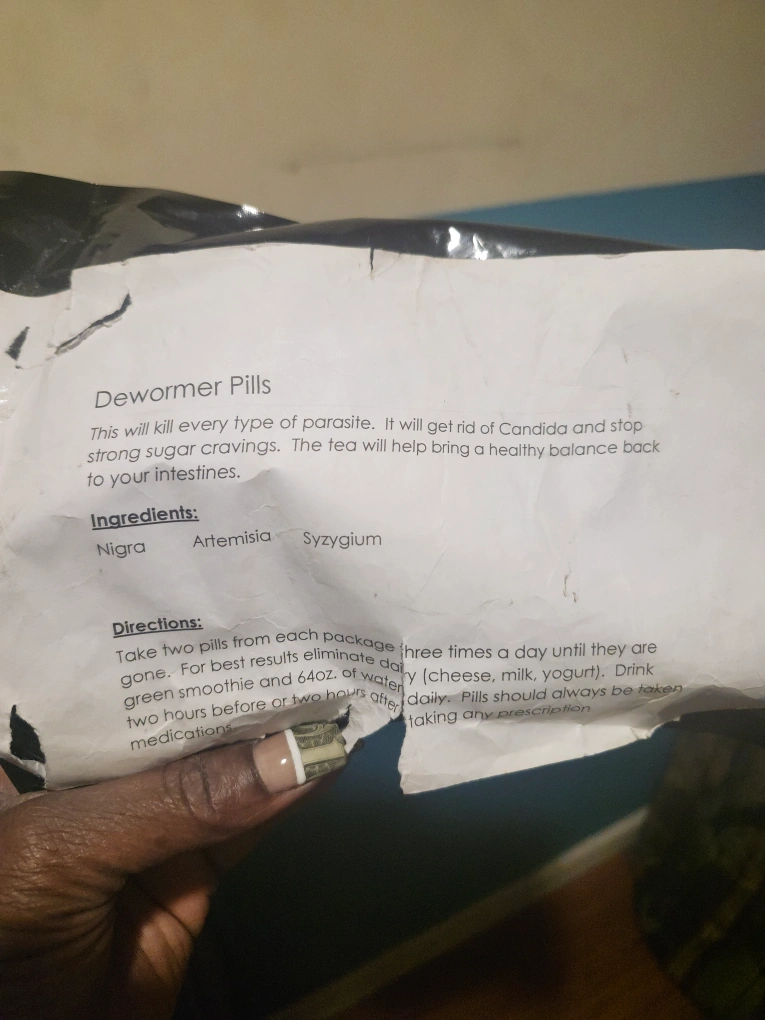 Dewormer Pills
This will kill every type of parasite. It will get rid of Candida and stop
strong sugar cravings. The tea will help bring a healthy balance back
to your intestines.
Ingredients:
Nigra Artemisia Syzygium
Directions:
Take two pills from each package three times a day until they are
gone. For best results eliminate dairy (cheese, milk, yogurt). Drink
green smoothie and 64oz. of water daily. Pills should always be taken
two hours before or two hours after taking any prescription
medications.